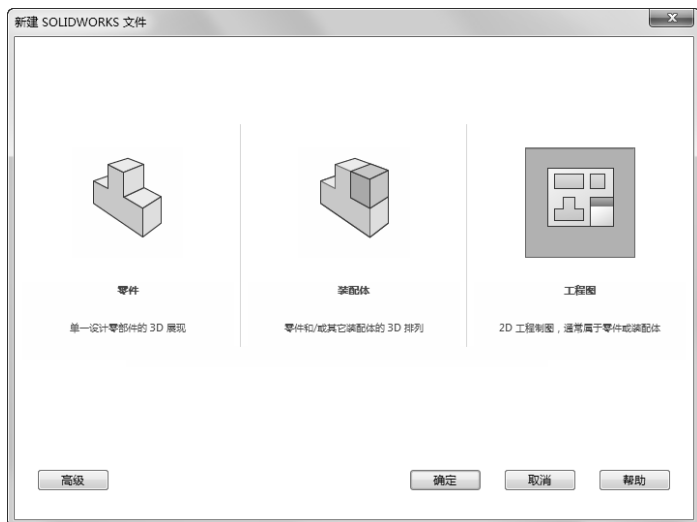 新建 SOLIDWORKS 文件
零件
单一设计零部件的 3D 展现
装配体
零件和/或其它装配体的 3D 排列
工程图
2D 工程制图，通常属于零件或装配体
高级
确定
取消
帮助